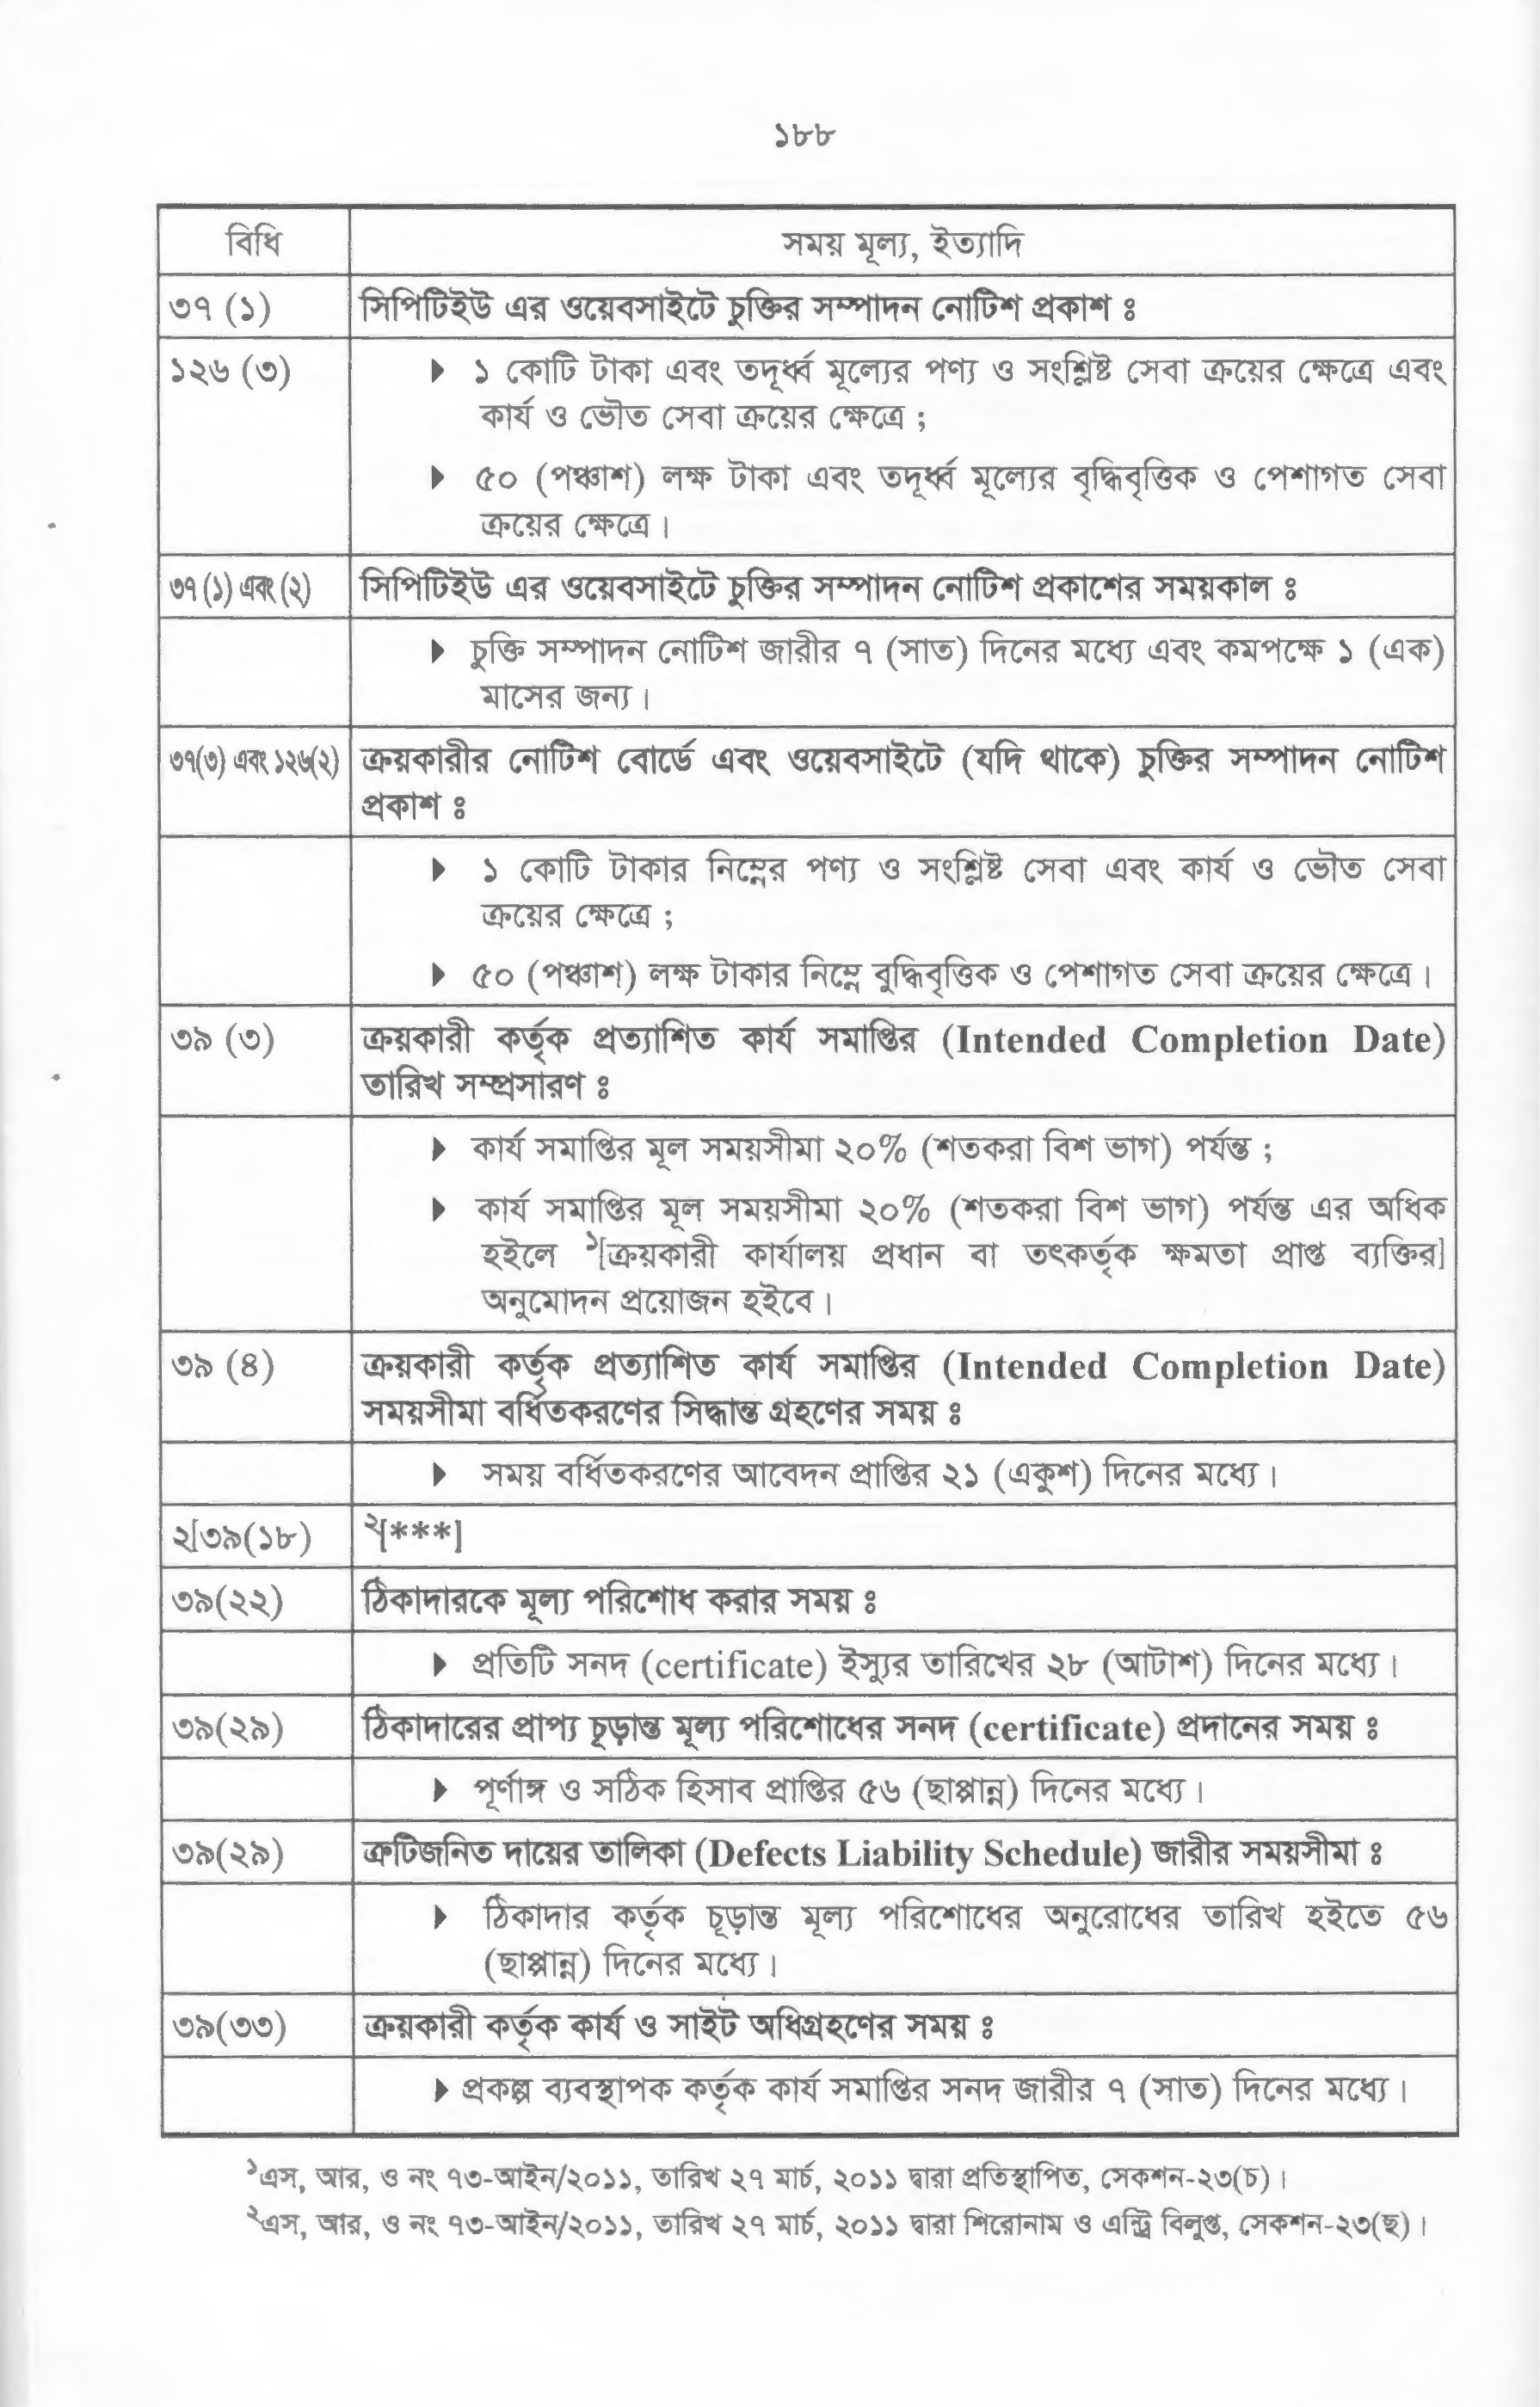 ১৮৮
বিধি
সময় মূল্য, ইত্যাদি
৩৭ (১)
সিপিটিইউ এর ওয়েবসাইটে চুক্তির সম্পাদন নোটিশ প্রকাশ ঃ
১২৬ (৩)
১ কোটি টাকা এবং তদূর্ধ্ব মূল্যের পণ্য ও সংশ্লিষ্ট সেবা ক্রয়ের ক্ষেত্রে এবং
কার্য ও ভৌত সেবা ক্রয়ের ক্ষেত্রে ;
৫০ (পঞ্চাশ) লক্ষ টাকা এবং তদূর্ধ্ব মূল্যের বৃদ্ধিবৃত্তিক ও পেশাগত সেবা
ক্রয়ের ক্ষেত্রে।
৩৭ (১) এবং (২)
সিপিটিইউ এর ওয়েবসাইটে চুক্তির সম্পাদন নোটিশ প্রকাশের সময়কাল ঃ
চুক্তি সম্পাদন নোটিশ জারীর ৭ (সাত) দিনের মধ্যে এবং কমপক্ষে ১ (এক)
মাসের জন্য।
৩৭(৩) এবং ১২৬(২)
ক্রয়কারীর নোটিশ বোর্ডে এবং ওয়েবসাইটে (যদি থাকে) চুক্তির সম্পাদন নোটিশ
প্রকাশ ঃ
১ কোটি টাকার নিম্নের পণ্য ও সংশ্লিষ্ট সেবা এবং কার্য ও ভৌত সেবা
ক্রয়ের ক্ষেত্রে ;
৫০ (পঞ্চাশ) লক্ষ টাকার নিম্নে বুদ্ধিবৃত্তিক ও পেশাগত সেবা ক্রয়ের ক্ষেত্রে।
৩৯ (৩)
ক্রয়কারী কর্তৃক প্রত্যাশিত কার্য সমাপ্তির (Intended Completion Date)
তারিখ সম্প্রসারণ ঃ
কার্য সমাপ্তির মূল সময়সীমা ২০% (শতকরা বিশ ভাগ) পর্যন্ত ;
কার্য সমাপ্তির মূল সময়সীমা ২০% (শতকরা বিশ ভাগ) পর্যন্ত এর অধিক
হইলে ১[ক্রয়কারী কার্যালয় প্রধান বা তৎকর্তৃক ক্ষমতা প্রাপ্ত ব্যক্তির]
অনুমোদন প্রয়োজন হইবে।
৩৯ (৪)
ক্রয়কারী কর্তৃক প্রত্যাশিত কার্য সমাপ্তির (Intended Completion Date)
সময়সীমা বর্ধিতকরণের সিদ্ধান্ত গ্রহণের সময় ঃ
সময় বর্ধিতকরণের আবেদন প্রাপ্তির ২১ (একুশ) দিনের মধ্যে।
২[৩৯(১৮)
২[***]
৩৯(২২)
ঠিকাদারকে মূল্য পরিশোধ করার সময় ঃ
প্রতিটি সনদ (certificate) ইস্যুর তারিখের ২৮ (আটাশ) দিনের মধ্যে।
৩৯(২৯)
ঠিকাদারের প্রাপ্য চূড়ান্ত মূল্য পরিশোধের সনদ (certificate) প্রদানের সময় ঃ
পূর্ণাঙ্গ ও সঠিক হিসাব প্রাপ্তির ৫৬ (ছাপ্পান্ন) দিনের মধ্যে।
৩৯(২৯)
ত্রুটিজনিত দায়ের তালিকা (Defects Liability Schedule) জারীর সময়সীমা ঃ
ঠিকাদার কর্তৃক চূড়ান্ত মূল্য পরিশোধের অনুরোধের তারিখ হইতে ৫৬
(ছাপ্পান্ন) দিনের মধ্যে।
৩৯(৩৩)
ক্রয়কারী কর্তৃক কার্য ও সাইট অধিগ্রহণের সময় ঃ
প্রকল্প ব্যবস্থাপক কর্তৃক কার্য সমাপ্তির সনদ জারীর ৭ (সাত) দিনের মধ্যে।
১এস, আর, ও নং ৭৩-আইন/২০১১, তারিখ ২৭ মার্চ, ২০১১ দ্বারা প্রতিস্থাপিত, সেকশন-২৩(চ)।
২এস, আর, ও নং ৭৩-আইন/২০১১, তারিখ ২৭ মার্চ, ২০১১ দ্বারা শিরোনাম ও এন্ট্রি বিলুপ্ত, সেকশন-২৩(ছ)।